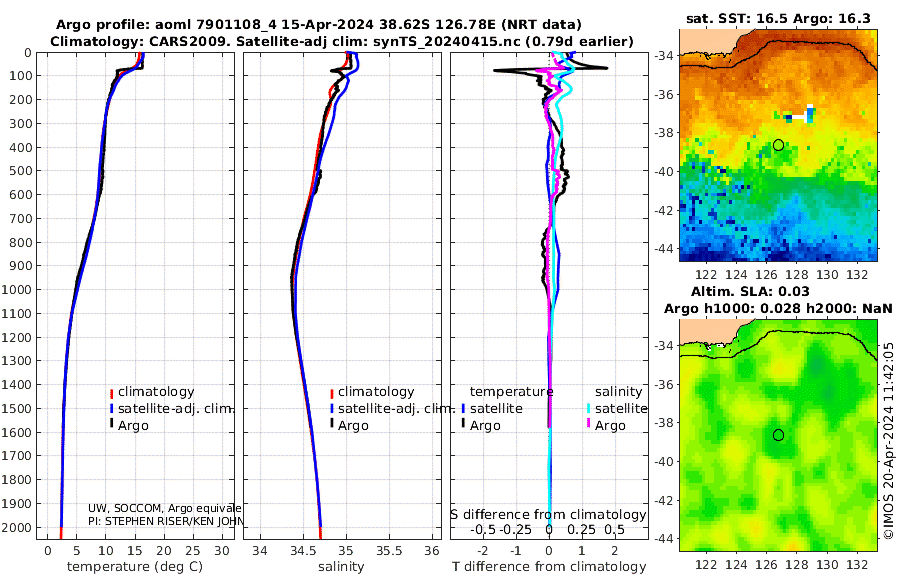 Argo profile: aoml 7901108_4 15-Apr-2024 38.62S 126.78E (NRT data)
Climatology: CARS2009. Satellite-adj clim: synTS_20240415.nc (0.79d earlier)
0
100
200
300
400
500
600
700
800
900
1000
1100
1200
1300
1400
1500
1600
1700
1800
1900
2000
climatology
satellite-adj. clim.
Argo
UW, SOCCOM, Argo equivale
PI: STEPHEN RISER/KEN JOHN
0 5 10 15 20 25 30
temperature (deg C)
climatology
satellite-adj. clim.
Argo
34 34.5 35 35.5 36
salinity
temperature salinity
satellite satellite
Argo Argo
S difference from climatology
-0.5 -0.25 0 0.25 0.5
-2 -1 0 1 2
T difference from climatology
sat. SST: 16.5 Argo: 16.3
-34
-36
-38
-40
-42
-44
122 124 126 128 130 132
Altim. SLA: 0.03
Argo h1000: 0.028 h2000: NaN
-34
-36
-38
-40
-42
-44
122 124 126 128 130 132
©IMOS 20-Apr-2024 11:42:05